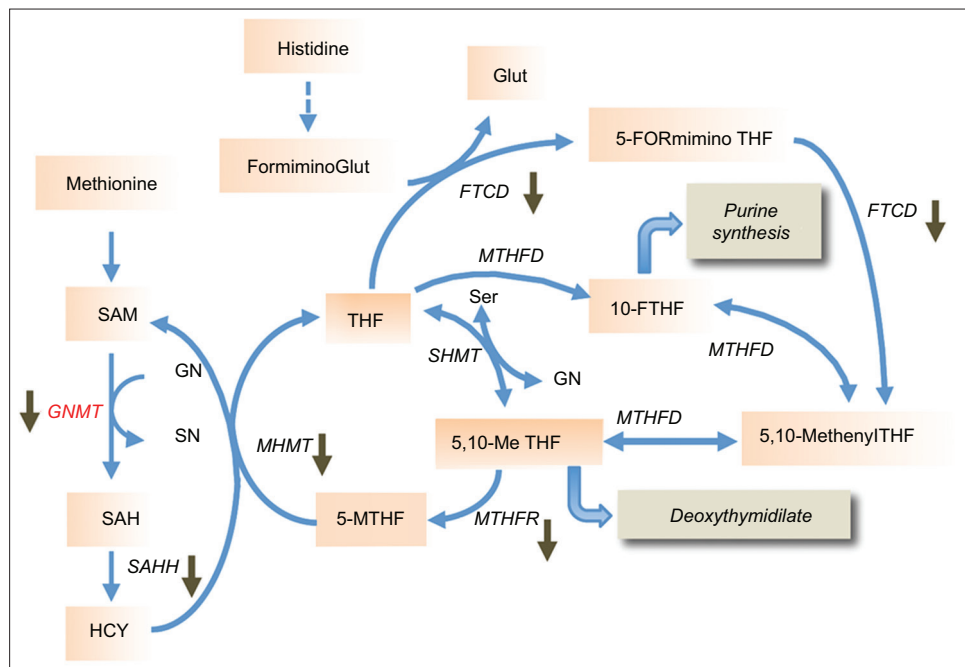 Histidine
Glut
5-FORmimino THF
FormiminoGlut
Methionine
FTCD
FTCD
Purine
synthesis
MTHFD
Ser
SAM
THF
10-FTHF
SHMT
MTHFD
GN
GN
GNMT
MTHFD
SN
MHMT
5,10-Me THF
5,10-MethenylTHF
SAH
5-MTHF
MTHFR
Deoxythymidilate
SAHH
HCY